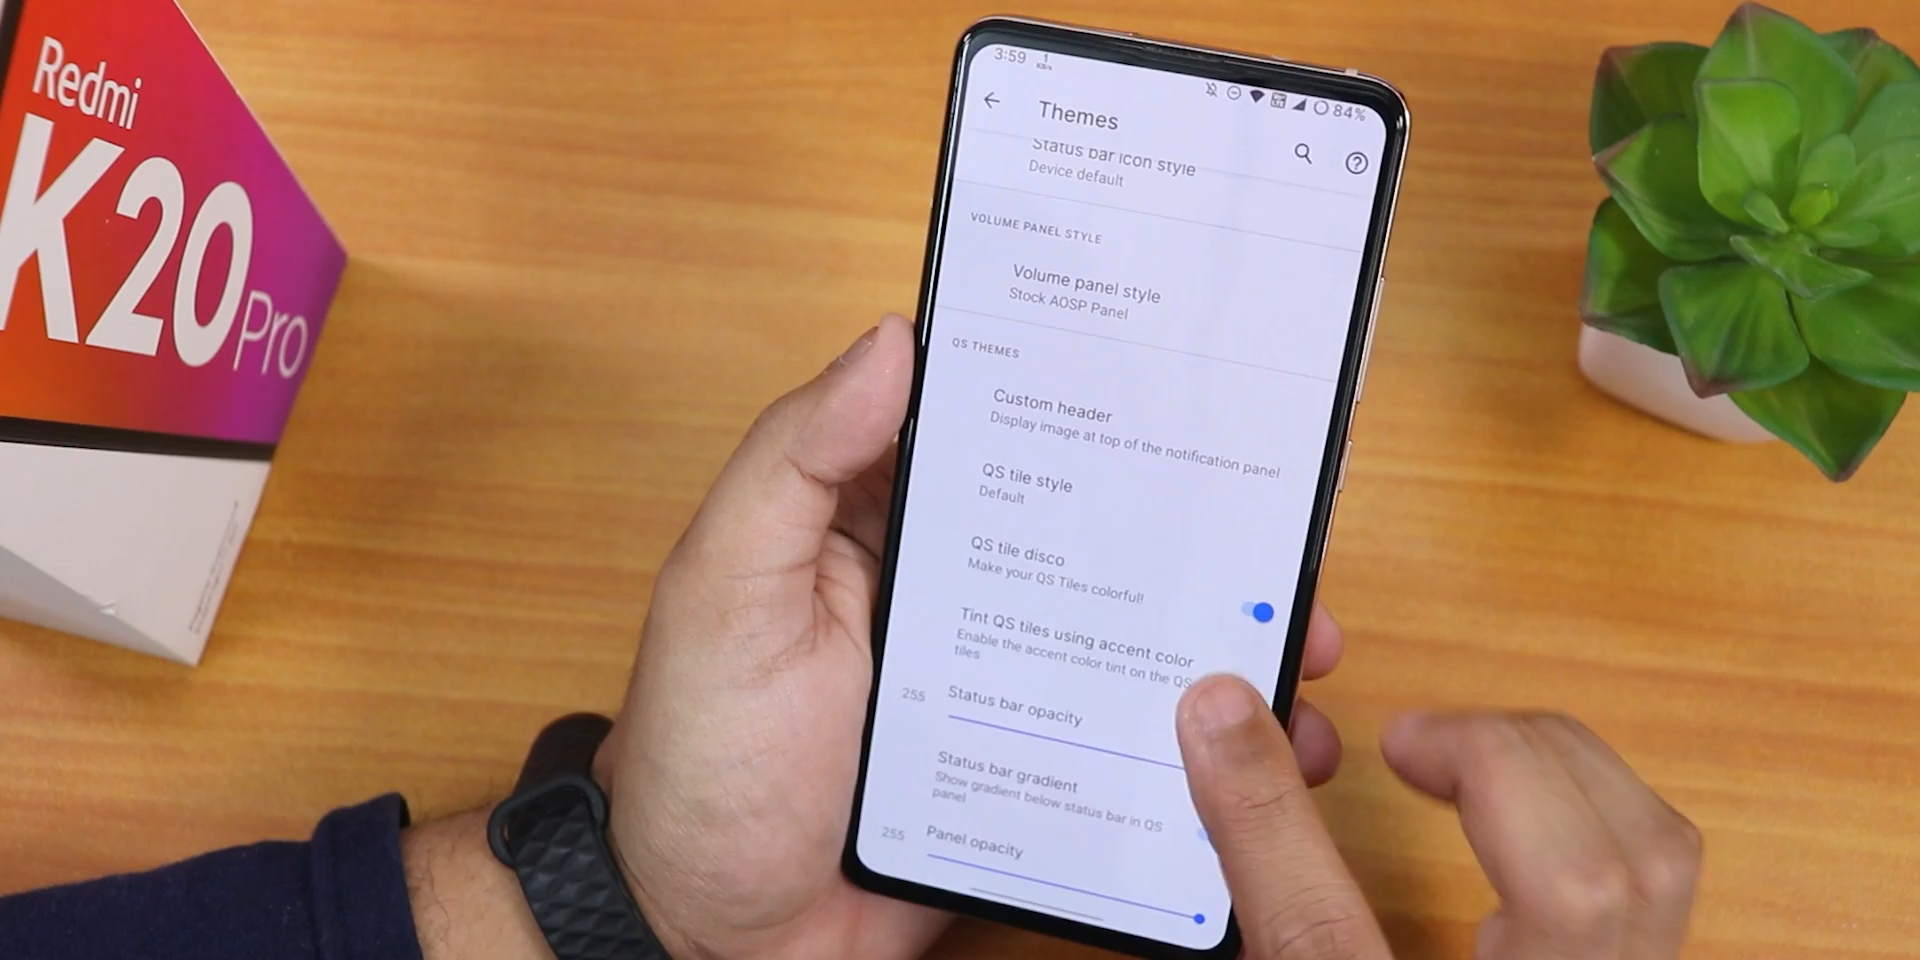 Redmi
K20 Pro
3:59
1
KB/s
84%
Themes
Status bar icon style
Device default
VOLUME PANEL STYLE
Volume panel style
Stock AOSP Panel
QS THEMES
Custom header
Display image at top of the notification panel
QS tile style
Default
QS tile disco
Make your QS Tiles colorful!
Tint QS tiles using accent color
Enable the accent color tint on the QS
tiles
255
Status bar opacity
Status bar gradient
Show gradient below status bar in QS
panel
255
Panel opacity